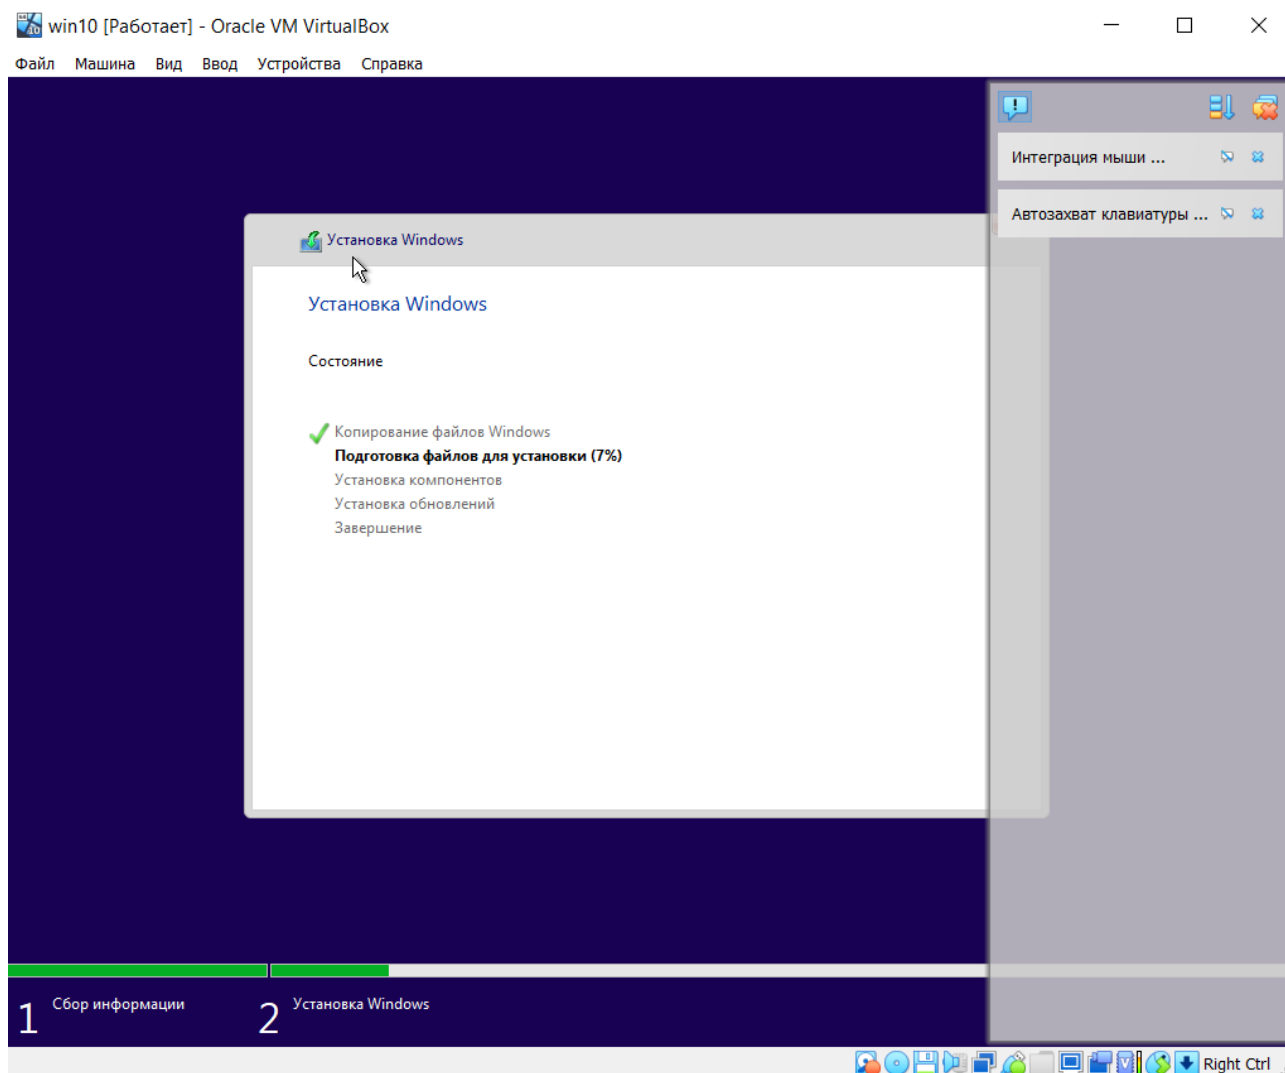 win10 [Работает] - Oracle VM VirtualBox
Файл Машина Вид Ввод Устройства Справка
Интеграция мыши ...
Автозахват клавиатуры ...
Установка Windows
Установка Windows
Состояние
Копирование файлов Windows
Подготовка файлов для установки (7%)
Установка компонентов
Установка обновлений
Завершение
1 Сбор информации 2 Установка Windows
Right Ctrl